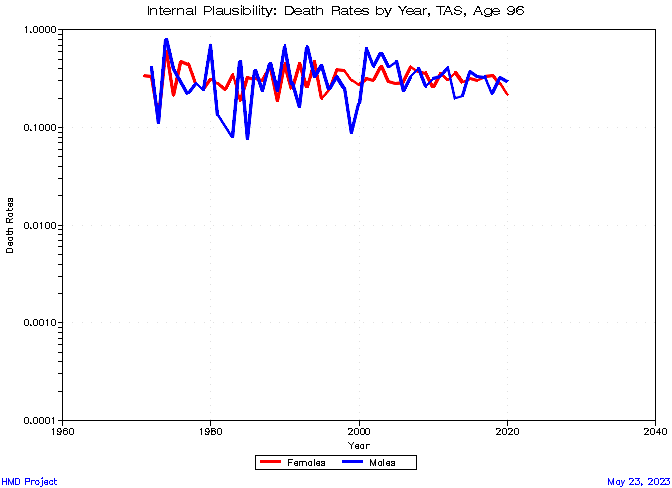 Internal Plausibility: Death Rates by Year, TAS, Age 96
1.0000
0.1000
0.0100
0.0010
0.0001
Death Rates
1960
1980
2000
2020
2040
Year
Females
Males
HMD Project
May 23, 2023